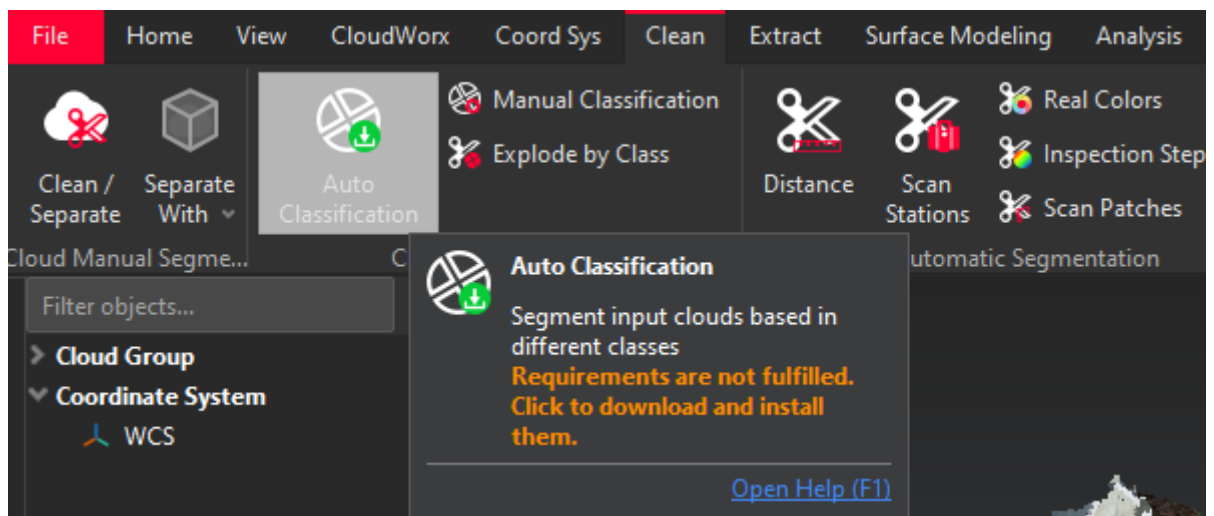 File Home View CloudWorx Coord Sys Clean Extract Surface Modeling Analysis
Manual Classification
Explode by Class
Real Colors
Inspection Step
Scan Patches
Clean /
Separate
Separate
With
Auto
Classification
Distance
Scan
Stations
Cloud Manual Segme...
C
utomatic Segmentation
Filter objects...
Cloud Group
Coordinate System
WCS
Auto Classification
Segment input clouds based in
different classes
Requirements are not fulfilled.
Click to download and install
them.
Open Help (F1)